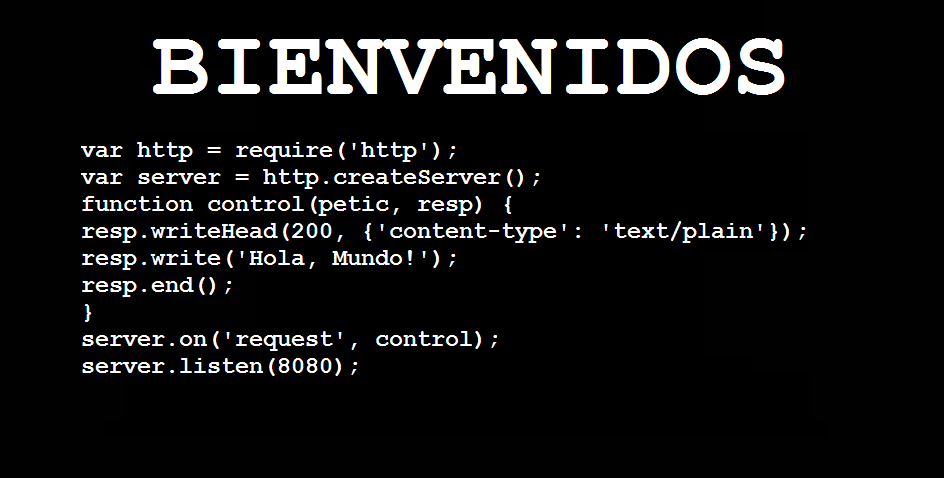 BIENVENIDOS
var http = require('http');
var server = http.createServer();
function control(petic, resp) {
resp.writeHead(200, {'content-type': 'text/plain'});
resp.write('Hola, Mundo!');
resp.end();
}
server.on('request', control);
server.listen(8080);